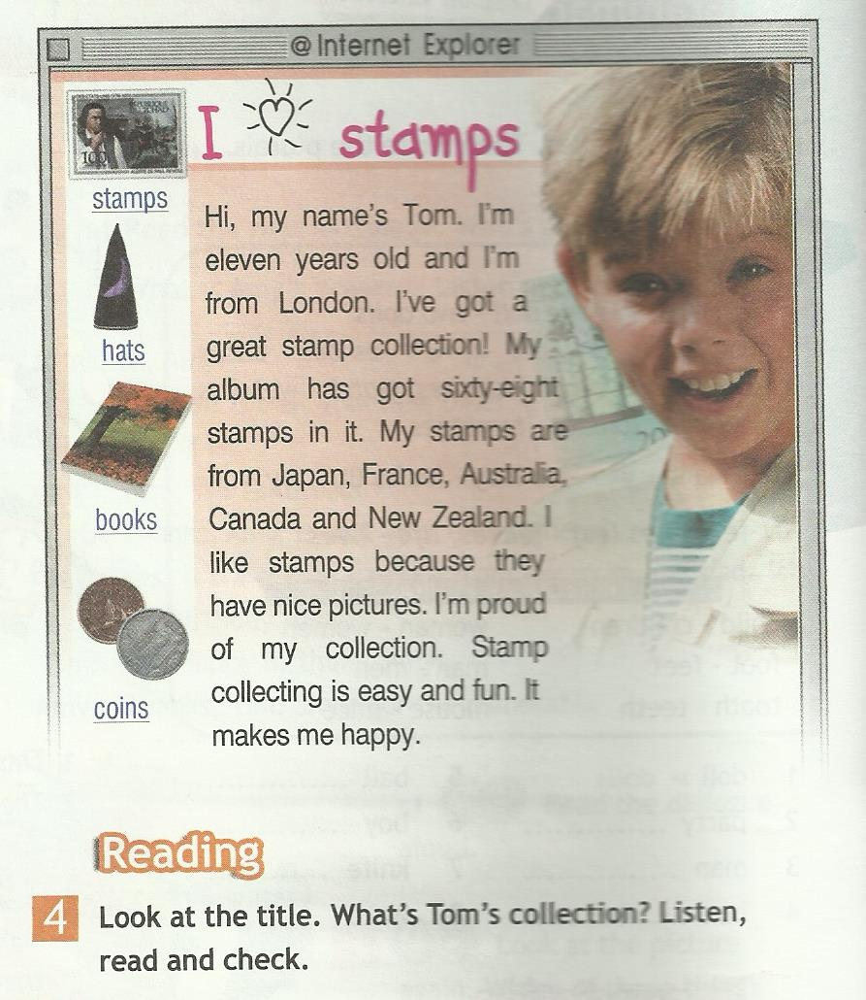 @ Internet Explorer
I stamps
stamps
hats
books
coins
Hi, my name's Tom. I'm
eleven years old and I'm
from London. I've got a
great stamp collection! My
album has got sixty-eight
stamps in it. My stamps are
from Japan, France, Australia,
Canada and New Zealand. I
like stamps because they
have nice pictures. I'm proud
of my collection. Stamp
collecting is easy and fun. It
makes me happy.
Reading
4 Look at the title. What's Tom's collection? Listen,
read and check.